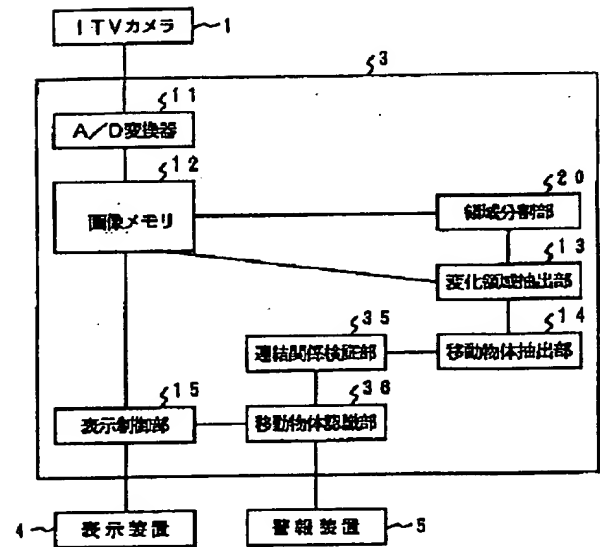 ITVカメラ 1
3
11
A/D変換器
12
画像メモリ
20
領域分割部
13
変化領域抽出部
14
移動物体抽出部
35
連結関係検証部
36
移動物体認識部
15
表示制御部
4 表示装置
警報装置 5